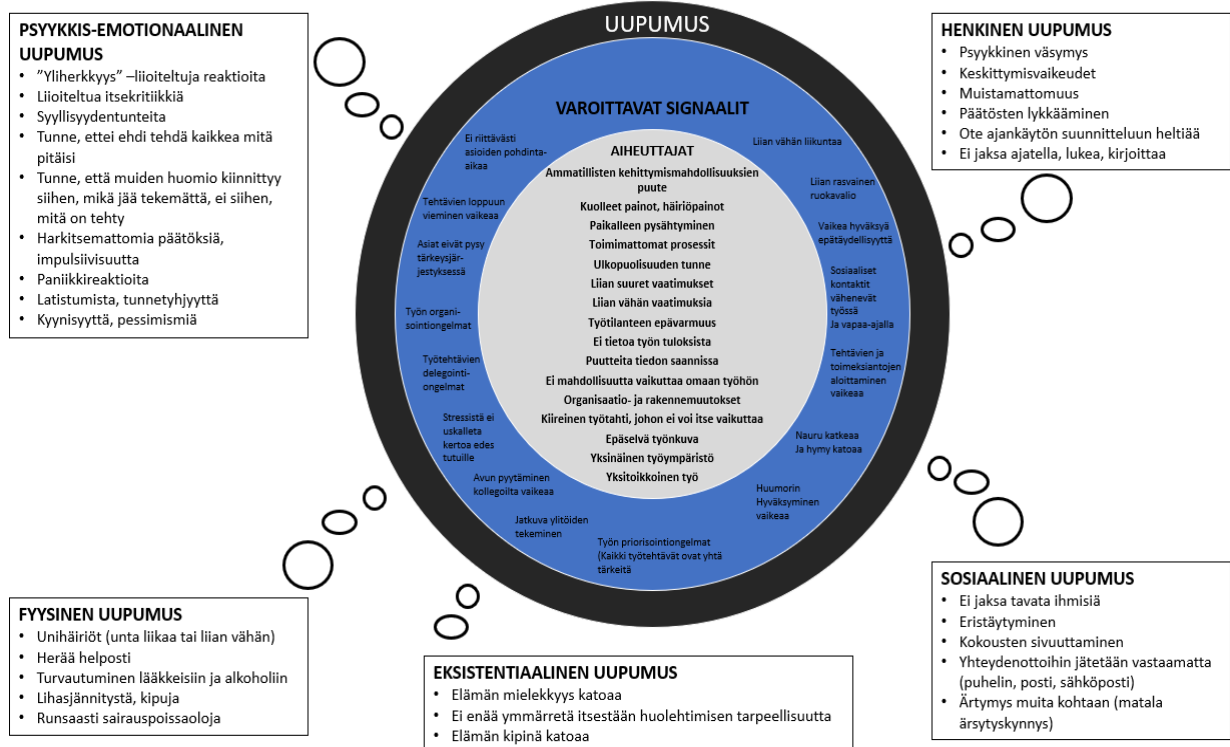 PSYYKKIS-EMOTIONAALINEN
UUPUMUS
• ”Yliherkkyys” –liioiteltuja reaktioita
• Liioiteltua itsekritiikkiä
• Syyllisyydentunteita
• Tunne, ettei ehdi tehdä kaikkea mitä
pitäisi
• Tunne, että muiden huomio kiinnittyy
siihen, mikä jää tekemättä, ei siihen,
mitä on tehty
• Harkitsemattomia päätöksiä,
impulsiivisuutta
• Paniikkireaktioita
• Latistumista, tunnetyhjyyttä
• Kyynisyyttä, pessimismiä
UUPUMUS
VAROITTAVAT SIGNAALIT
Ei riittävästi
asioiden pohdinta-
aikaa
Tehtävien loppuun
vieminen vaikeaa
Asiat eivät pysy
tärkeysjär-
jestyksessä
Työn organi-
sointiongelmat
Työtehtävien
delegointi-
ongelmat
Stressistä ei
uskalleta
kertoa edes
tutuille
Avun pyytäminen
kollegoilta vaikeaa
Jatkuva ylitöiden
tekeminen
Työn priorisointiongelmat
(Kaikki työtehtävät ovat yhtä
tärkeitä
AIHEUTTAJAT
Ammatillisten kehittymismahdollisuuksien
puute
Kuolleet painot, häiriöpainot
Paikalleen pysähtyminen
Toimimattomat prosessit
Ulkopuolisuuden tunne
Liian suuret vaatimukset
Liian vähän vaatimuksia
Työtilanteen epävarmuus
Ei tietoa työn tuloksista
Puutteita tiedon saannissa
Ei mahdollisuutta vaikuttaa omaan työhön
Organisaatio- ja rakennemuutokset
Kiireinen työtahti, johon ei voi itse vaikuttaa
Epäselvä työnkuva
Yksinäinen työympäristö
Yksitoikkoinen työ
Liian vähän liikuntaa
Liian rasvainen
ruokavalio
Vaikea hyväksyä
epätäydellisyyttä
Sosiaaliset
kontaktit
vähenevät
työssä
Ja vapaa-ajalla
Tehtävien ja
toimeksiantojen
aloittaminen
vaikeaa
Nauru katkeaa
Ja hymy katoaa
Huumorin
Hyväksyminen
vaikeaa
HENKINEN UUPUMUS
• Psyykkinen väsymys
• Keskittymisvaikeudet
• Muistamattomuus
• Päätösten lykkääminen
• Ote ajankäytön suunnitteluun heltiää
• Ei jaksa ajatella, lukea, kirjoittaa
FYYSINEN UUPUMUS
• Unihäiriöt (unta liikaa tai liian vähän)
• Herää helposti
• Turvautuminen lääkkeisiin ja alkoholiin
• Lihasjännitystä, kipuja
• Runsaasti sairauspoissaoloja
EKSISTENTIAALINEN UUPUMUS
• Elämän mielekkyys katoaa
• Ei enää ymmärretä itsestään huolehtimisen tarpeellisuutta
• Elämän kipinä katoaa
SOSIAALINEN UUPUMUS
• Ei jaksa tavata ihmisiä
• Eristäytyminen
• Kokousten sivuuttaminen
• Yhteydenottoihin jätetään vastaamatta
(puhelin, posti, sähköposti)
• Ärtymys muita kohtaan (matala
ärsytyskynnys)